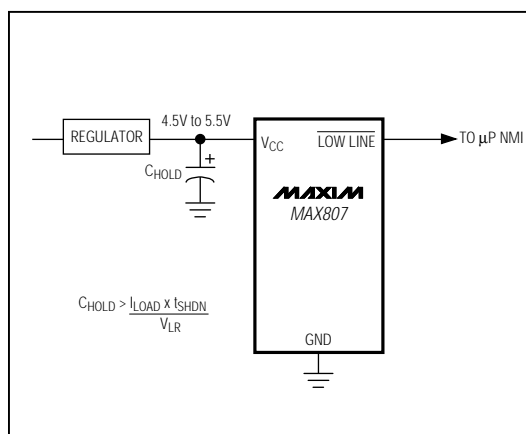 REGULATOR
4.5V to 5.5V
VCC
LOW LINE
TO µP NMI
+
CHOLD
MAXIM
MAX807
CHOLD > ILOAD x tSHDN
VLR
GND